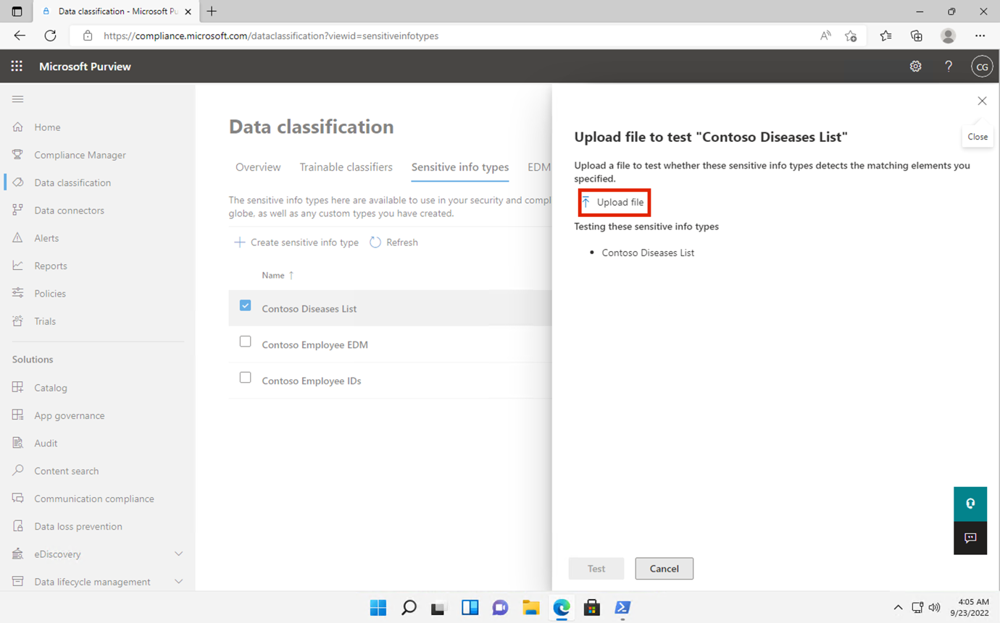 Data classification - Microsoft Pu
https://compliance.microsoft.com/dataclassification?viewid=sensitiveinfotypes
Microsoft Purview
CG
Home
Compliance Manager
Data classification
Data connectors
Alerts
Reports
Policies
Trials
Solutions
Catalog
App governance
Audit
Content search
Communication compliance
Data loss prevention
eDiscovery
Data lifecycle management
Data classification
Overview
Trainable classifiers
Sensitive info types
EDM
The sensitive info types here are available to use in your security and compl
globe, as well as any custom types you have created.
Create sensitive info type
Refresh
Name ↑
Contoso Diseases List
Contoso Employee EDM
Contoso Employee IDs
Close
Upload file to test "Contoso Diseases List"
Upload a file to test whether these sensitive info types detects the matching elements you
specified.
Upload file
Testing these sensitive info types
• Contoso Diseases List
Test
Cancel
4:05 AM
9/23/2022